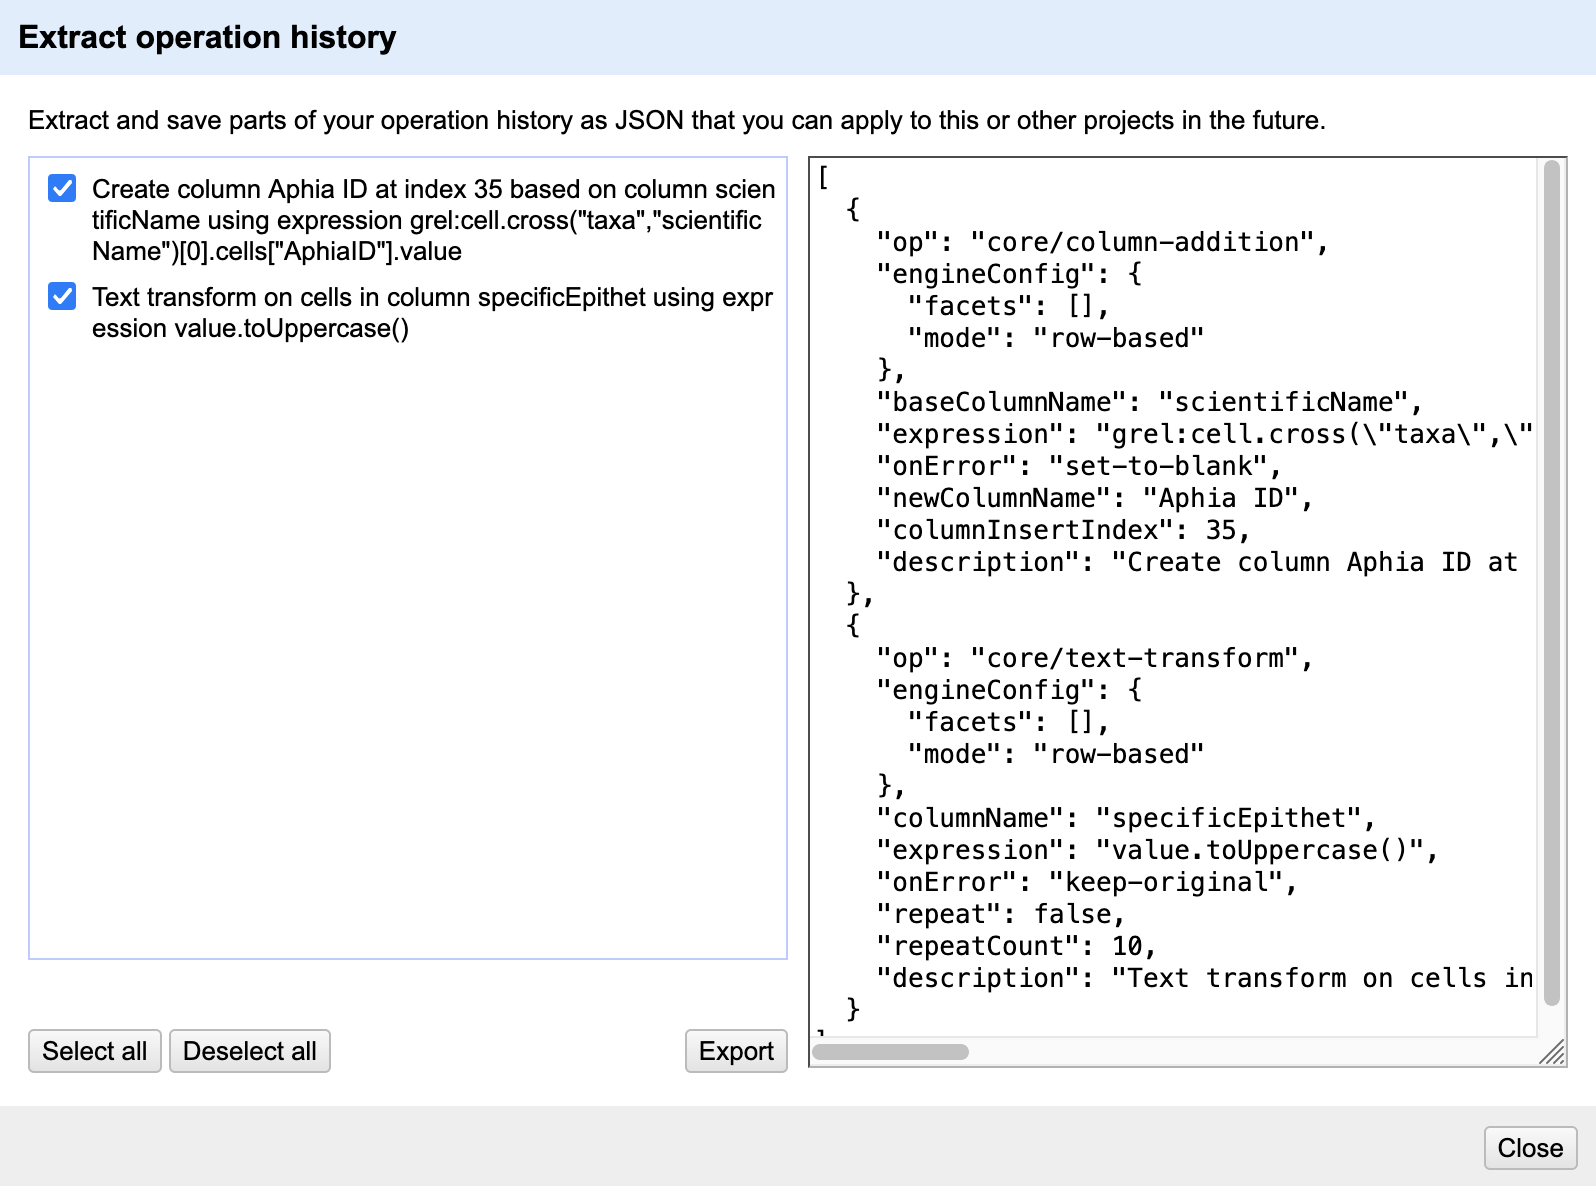 Extract operation history
Extract and save parts of your operation history as JSON that you can apply to this or other projects in the future.
Create column Aphia ID at index 35 based on column scien
tificName using expression grel:cell.cross("taxa","scientific
Name")[0].cells["AphiaID"].value
Text transform on cells in column specificEpithet using expr
ession value.toUppercase()
[
  {
    "op": "core/column-addition",
    "engineConfig": {
      "facets": [],
      "mode": "row-based"
    },
    "baseColumnName": "scientificName",
    "expression": "grel:cell.cross(\"taxa\",\"
    "onError": "set-to-blank",
    "newColumnName": "Aphia ID",
    "columnInsertIndex": 35,
    "description": "Create column Aphia ID at
  },
  {
    "op": "core/text-transform",
    "engineConfig": {
      "facets": [],
      "mode": "row-based"
    },
    "columnName": "specificEpithet",
    "expression": "value.toUppercase()",
    "onError": "keep-original",
    "repeat": false,
    "repeatCount": 10,
    "description": "Text transform on cells in
  }
Select all
Deselect all
Export
Close